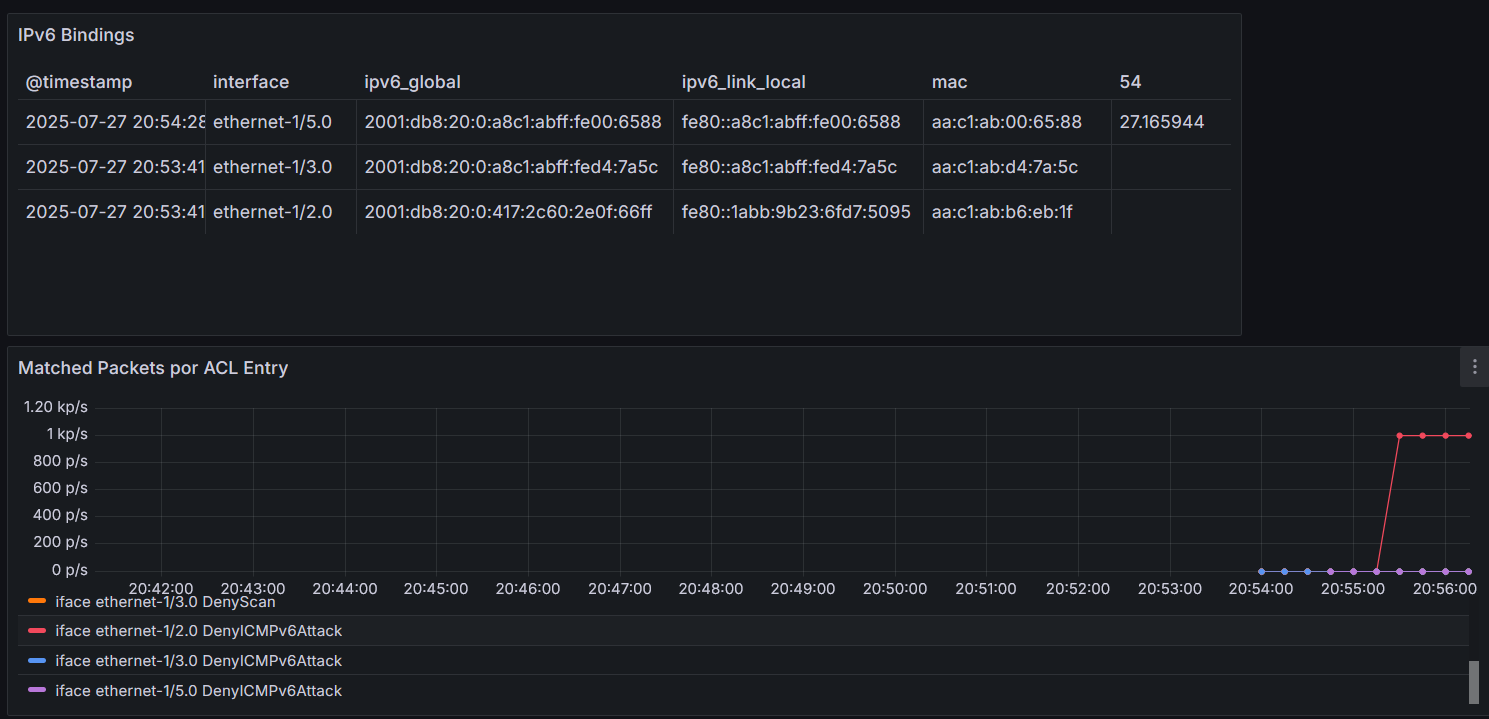 IPv6 Bindings
@timestamp interface ipv6_global ipv6_link_local mac 54
2025-07-27 20:54:28 ethernet-1/5.0 2001:db8:20:0:a8c1:abff:fe00:6588 fe80::a8c1:abff:fe00:6588 aa:c1:ab:00:65:88 27.165944
2025-07-27 20:53:41 ethernet-1/3.0 2001:db8:20:0:a8c1:abff:fed4:7a5c fe80::a8c1:abff:fed4:7a5c aa:c1:ab:d4:7a:5c
2025-07-27 20:53:41 ethernet-1/2.0 2001:db8:20:0:417:2c60:2e0f:66ff fe80::1abb:9b23:6fd7:5095 aa:c1:ab:b6:eb:1f
Matched Packets por ACL Entry
1.20 kp/s
1 kp/s
800 p/s
600 p/s
400 p/s
200 p/s
0 p/s
20:42:00 20:43:00 20:44:00 20:45:00 20:46:00 20:47:00 20:48:00 20:49:00 20:50:00 20:51:00 20:52:00 20:53:00 20:54:00 20:55:00 20:56:00
iface ethernet-1/3.0 DenyScan
iface ethernet-1/2.0 DenyICMPv6Attack
iface ethernet-1/3.0 DenyICMPv6Attack
iface ethernet-1/5.0 DenyICMPv6Attack